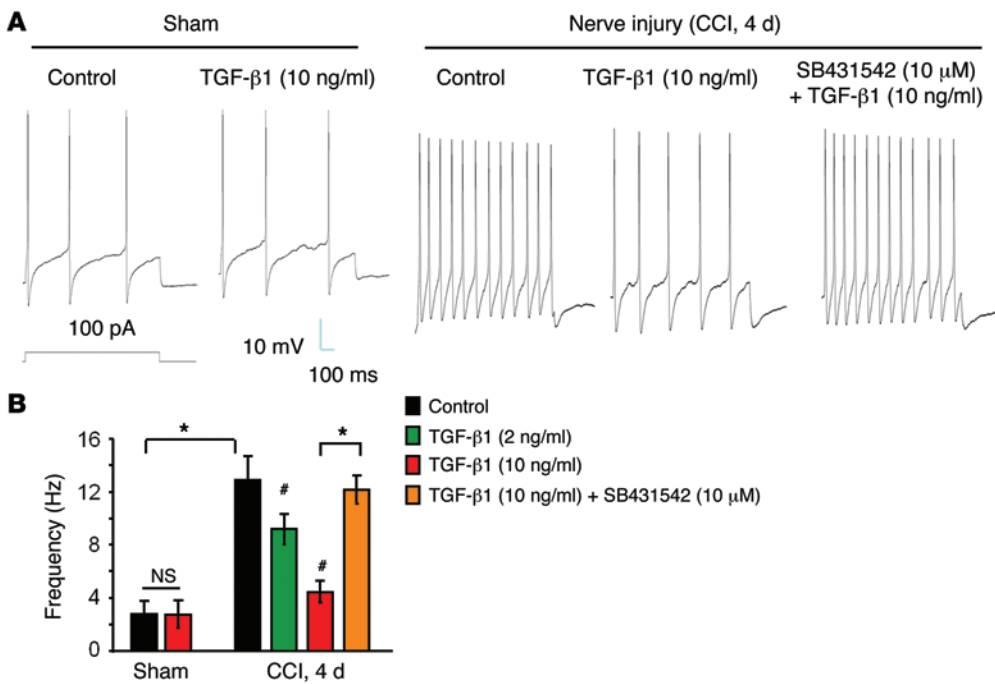 A
Sham
Nerve injury (CCI, 4 d)
Control
TGF-β1 (10 ng/ml)
Control
TGF-β1 (10 ng/ml)
SB431542 (10 μM)
+ TGF-β1 (10 ng/ml)
100 pA
10 mV
100 ms
B
Control
TGF-β1 (2 ng/ml)
TGF-β1 (10 ng/ml)
TGF-β1 (10 ng/ml) + SB431542 (10 μM)
Frequency (Hz)
16
12
8
4
0
*
*
#
#
NS
Sham
CCI, 4 d